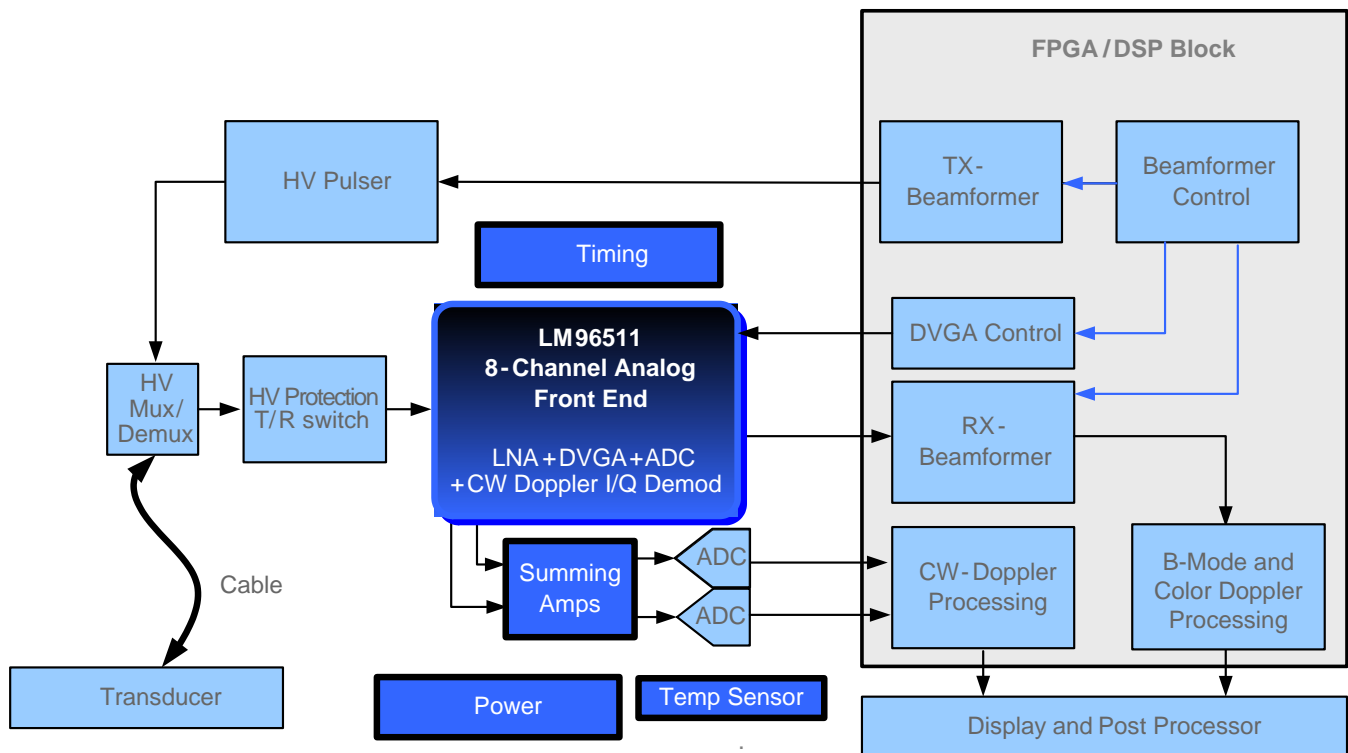 FPGA/DSP Block
HV Pulser
TX-
Beamformer
Beamformer
Control
Timing
LM96511
8-Channel Analog
Front End
LNA+DVGA+ADC
+CW Doppler I/Q Demod
DVGA Control
HV
Mux/
Demux
HV Protection
T/R switch
RX-
Beamformer
Summing
Amps
ADC
ADC
CW-Doppler
Processing
B-Mode and
Color Doppler
Processing
Cable
Transducer
Power
Temp Sensor
Display and Post Processor